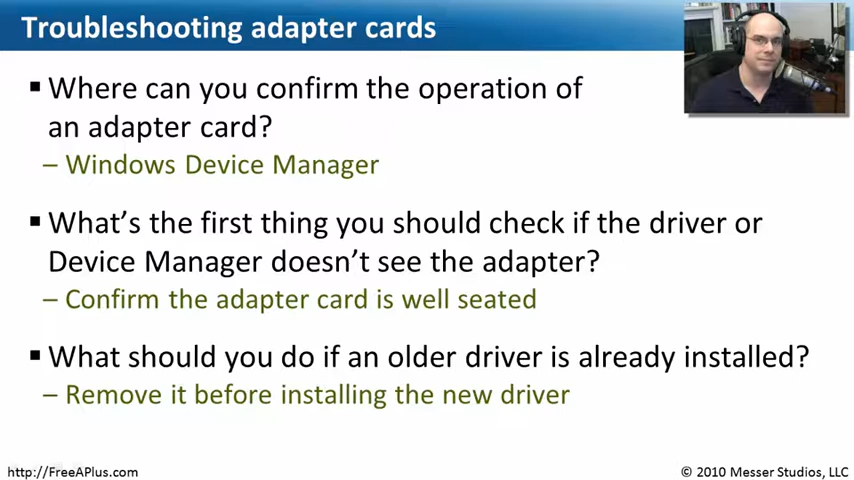 Troubleshooting adapter cards
▪ Where can you confirm the operation of
an adapter card?
– Windows Device Manager
▪ What’s the first thing you should check if the driver or
Device Manager doesn’t see the adapter?
– Confirm the adapter card is well seated
▪ What should you do if an older driver is already installed?
– Remove it before installing the new driver
http://FreeAPlus.com
© 2010 Messer Studios, LLC